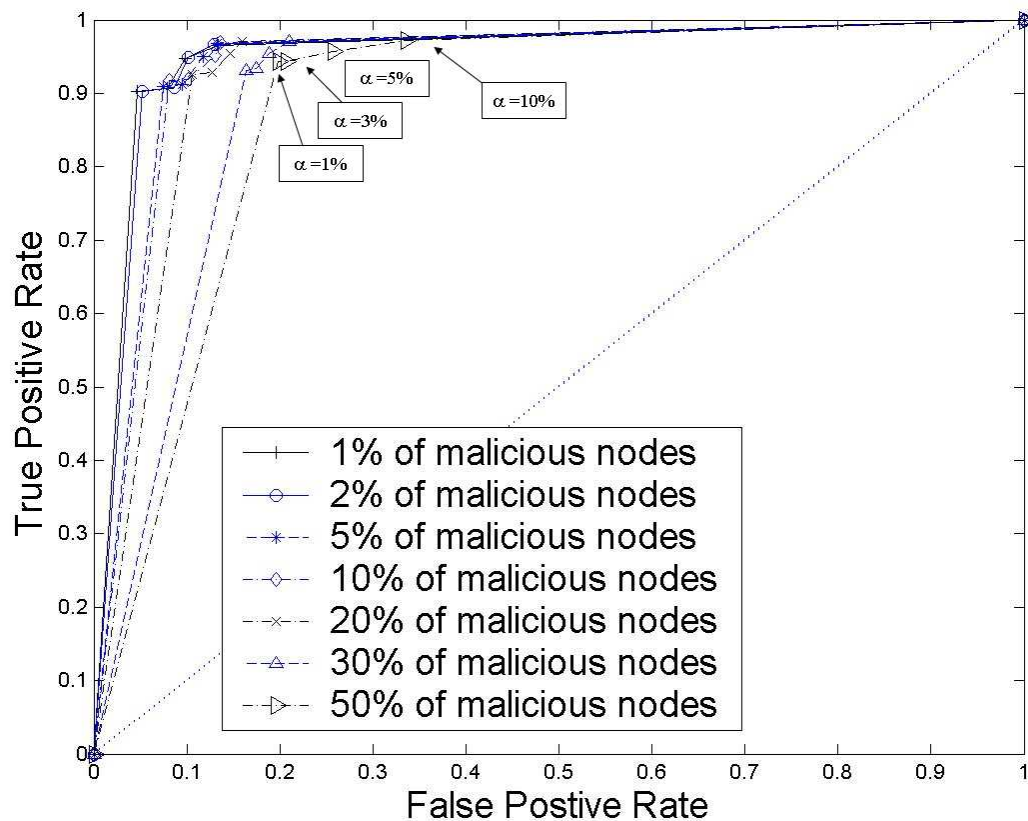 1
0.9
0.8
0.7
0.6
0.5
0.4
0.3
0.2
0.1
0
True Positive Rate
α =5%
α =10%
α =3%
α =1%
1% of malicious nodes
2% of malicious nodes
5% of malicious nodes
10% of malicious nodes
20% of malicious nodes
30% of malicious nodes
50% of malicious nodes
0 0.1 0.2 0.3 0.4 0.5 0.6 0.7 0.8 0.9 1
False Postive Rate